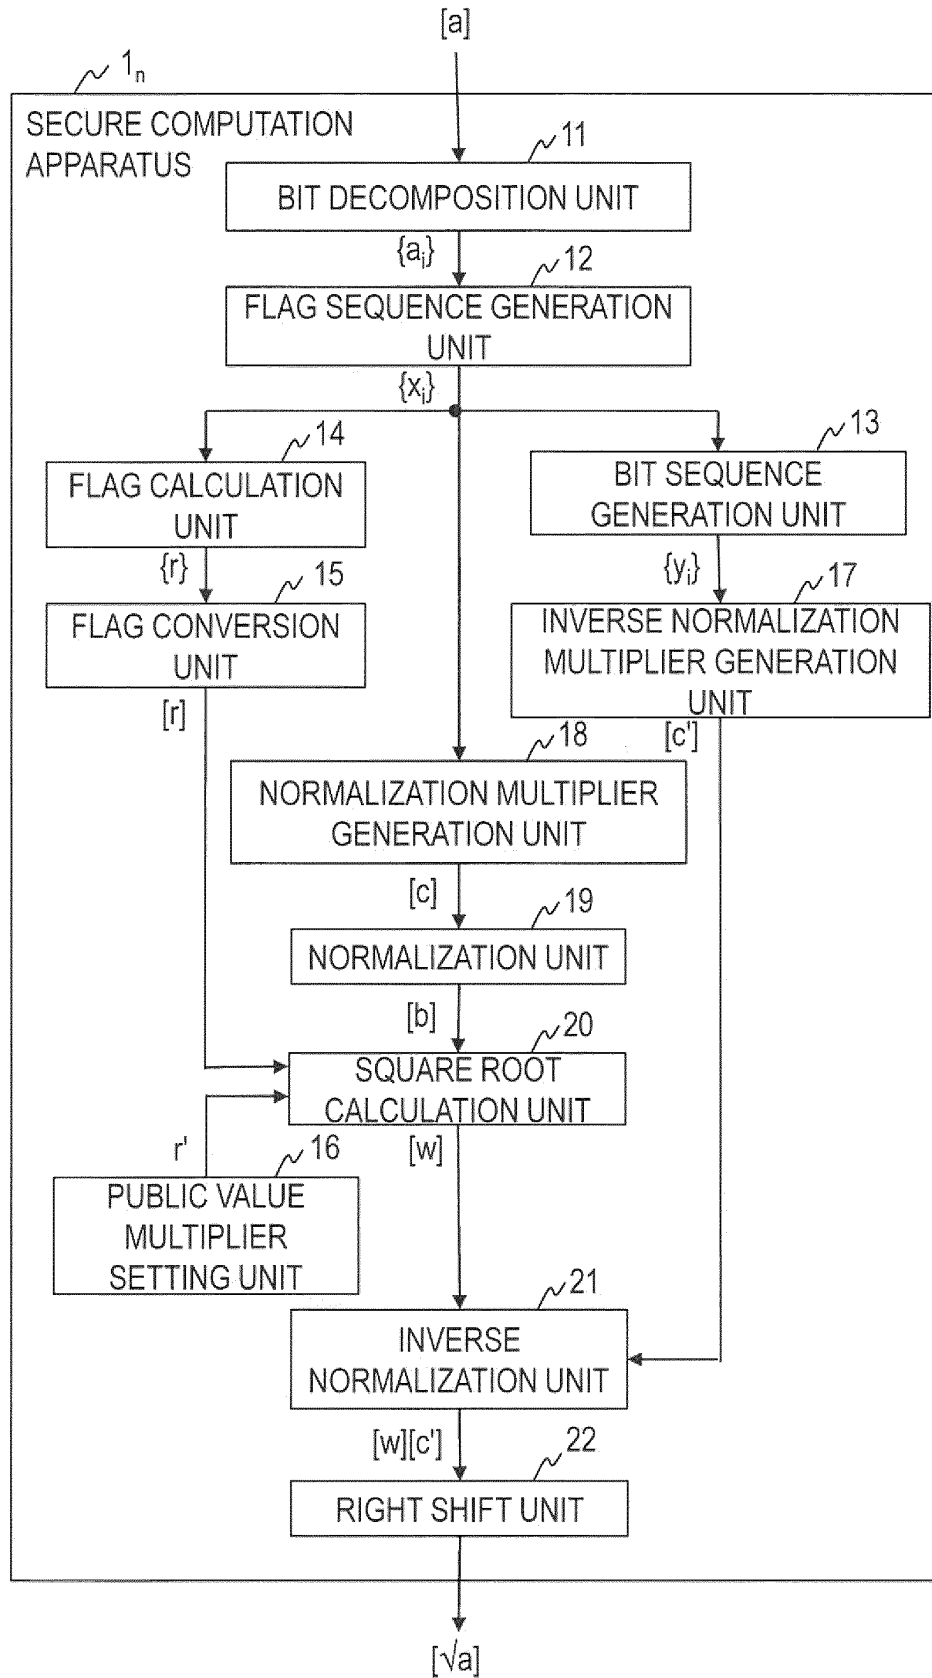 [a]
1n
SECURE COMPUTATION
APPARATUS
11
BIT DECOMPOSITION UNIT
{ai}
12
FLAG SEQUENCE GENERATION
UNIT
{xi}
14
FLAG CALCULATION
UNIT
13
BIT SEQUENCE
GENERATION UNIT
{r}
15
FLAG CONVERSION
UNIT
{yi}
17
INVERSE NORMALIZATION
MULTIPLIER GENERATION
UNIT
[r]
[c']
18
NORMALIZATION MULTIPLIER
GENERATION UNIT
[c]
19
NORMALIZATION UNIT
[b]
20
SQUARE ROOT
CALCULATION UNIT
r'
16
PUBLIC VALUE
MULTIPLIER
SETTING UNIT
[w]
21
INVERSE
NORMALIZATION UNIT
[w][c']
22
RIGHT SHIFT UNIT
[√a]